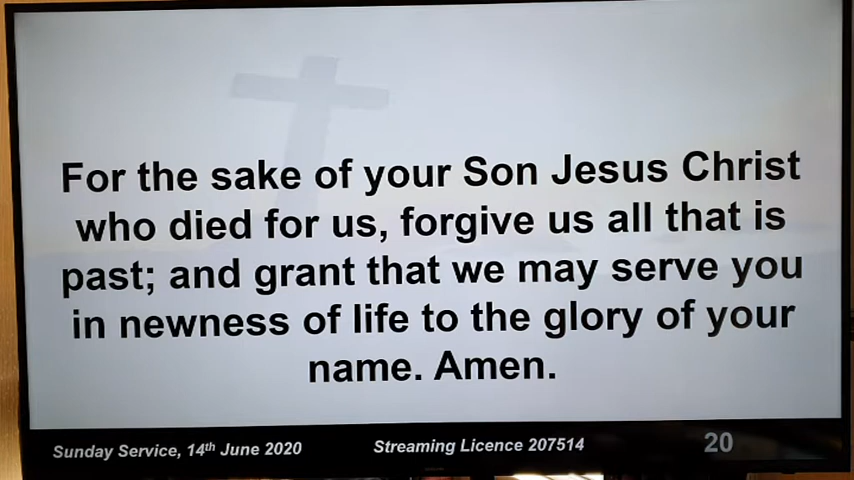 For the sake of your Son Jesus Christ
who died for us, forgive us all that is
past; and grant that we may serve you
in newness of life to the glory of your
name. Amen.
Sunday Service, 14th June 2020 Streaming Licence 207514 20